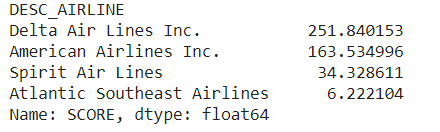 DESC_AIRLINE
Delta Air Lines Inc. 251.840153
American Airlines Inc. 163.534996
Spirit Air Lines 34.328611
Atlantic Southeast Airlines 6.222104
Name: SCORE, dtype: float64